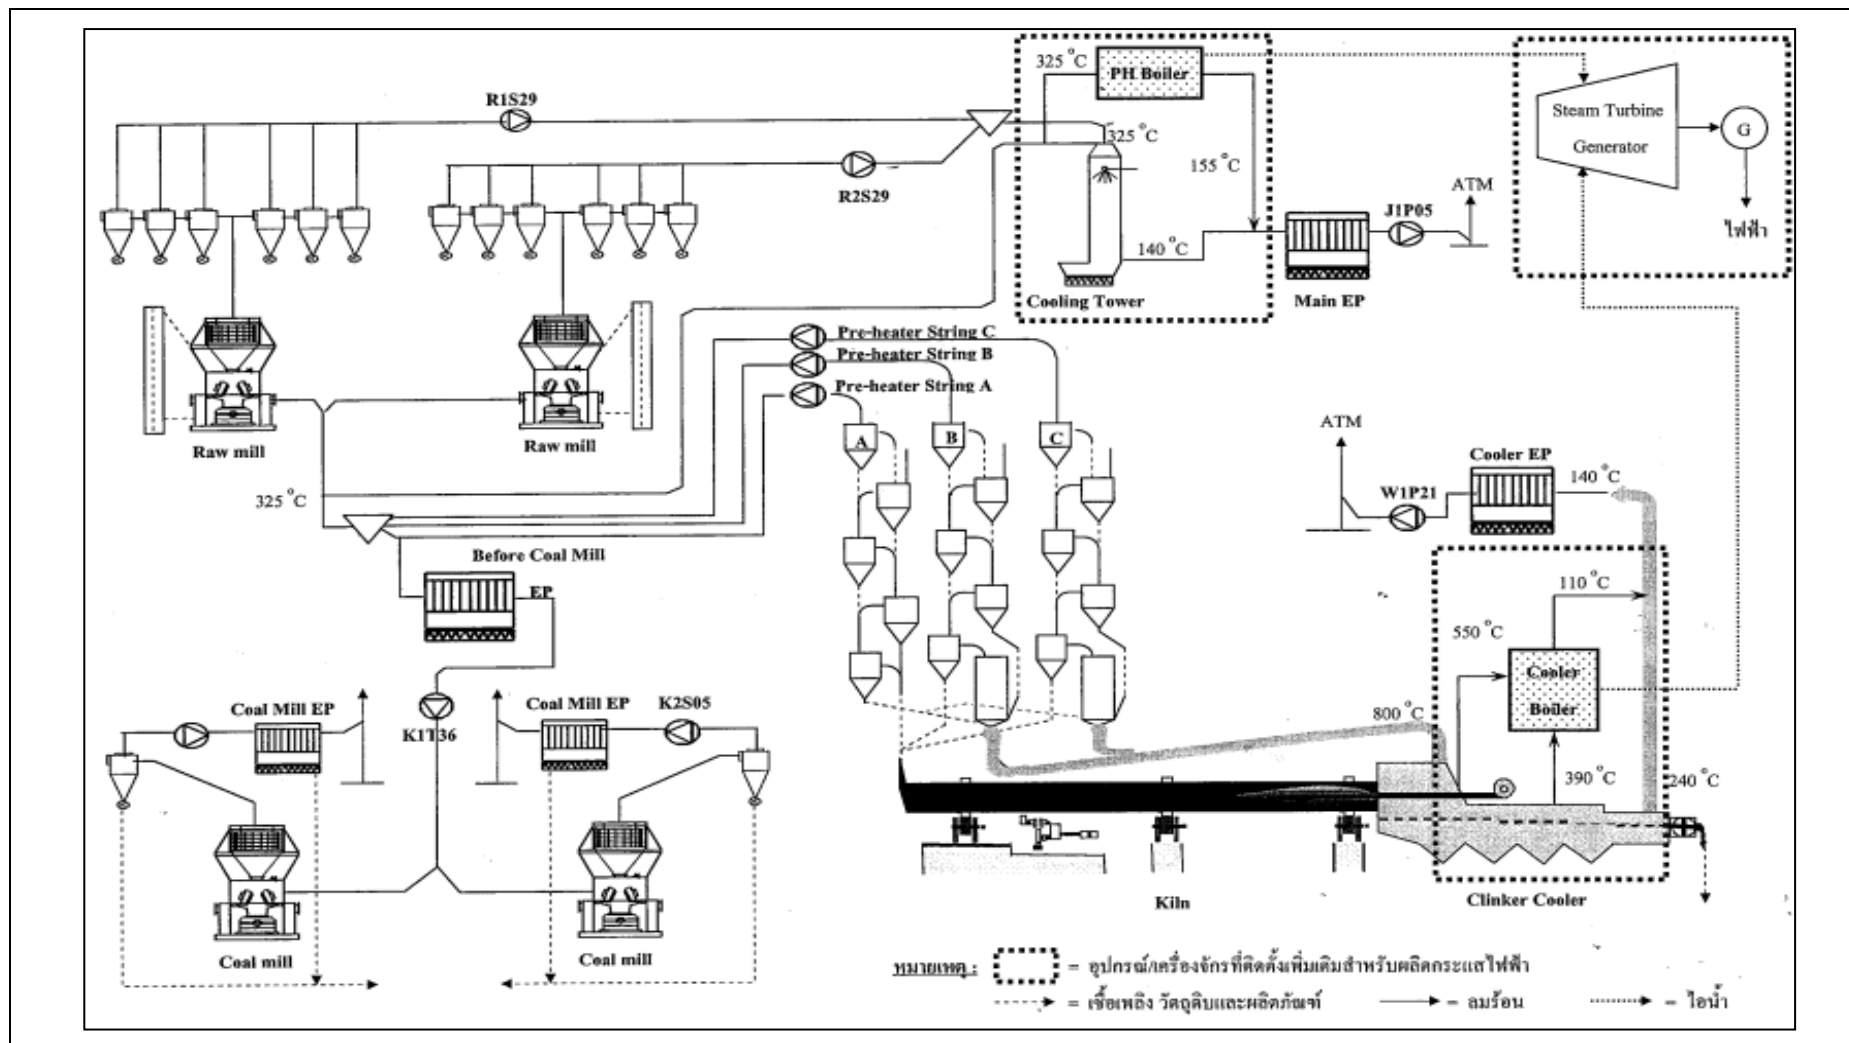 325 °C
PH Boiler
R1S29
325 °C
Steam Turbine
Generator
G
155 °C
R2S29
ATM
J1P05
ไฟฟ้า
140 °C
Cooling Tower
Main EP
Pre-heater String C
Pre-heater String B
Pre-heater String A
Raw mill
Raw mill
A
B
C
ATM
Cooler EP
140 °C
W1P21
325 °C
Before Coal Mill
EP
110 °C
550 °C
Cooler
Boiler
Coal Mill EP
Coal Mill EP
K2S05
K1T36
800 °C
390 °C
240 °C
Kiln
Clinker Cooler
Coal mill
Coal mill
หมายเหตุ :
= อุปกรณ์/เครื่องจักรที่ติดตั้งเพิ่มเติมสำหรับผลิตกระแสไฟฟ้า
= เชื้อเพลิง วัตถุดิบและผลิตภัณฑ์
= ลมร้อน
= ไอน้ำ